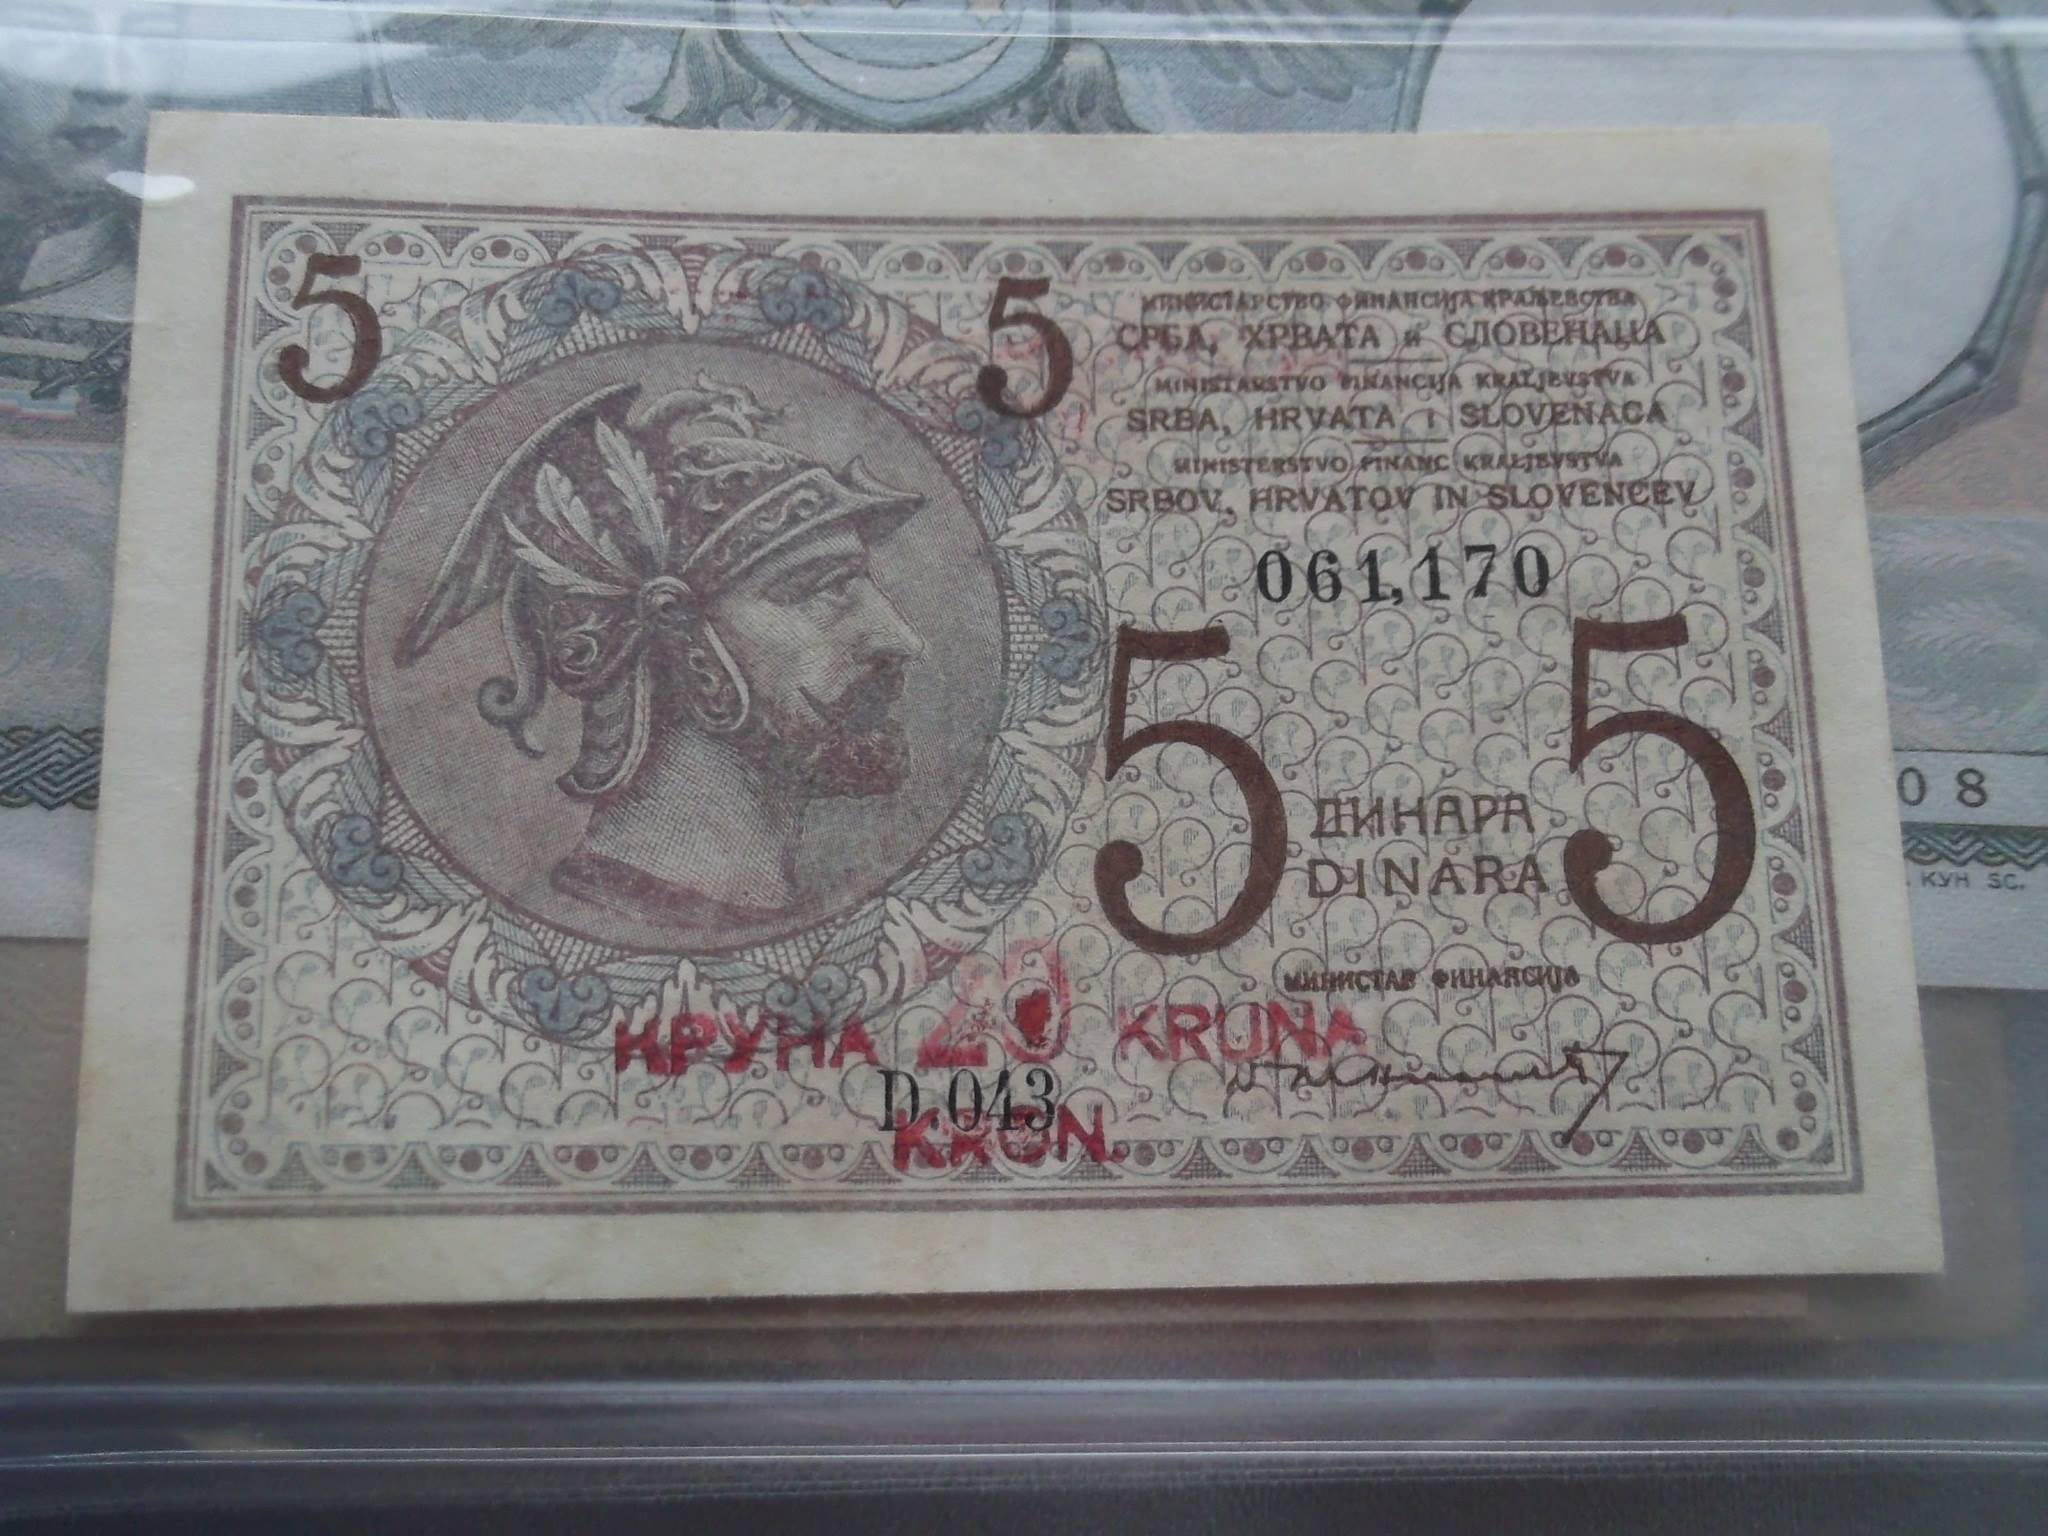 5
5
МИНИСТАРСТВО ФИНАНСИЈА КРАЉЕВСТВА
СРБА, ХРВАТА и СЛОВЕНАЦА
MINISTARSTVO FINANCIJA KRALJEVSTVA
SRBA, HRVATA I SLOVENACA
MINISTERSTVO FINANC KRALJEVSTVA
SRBOV, HRVATOV IN SLOVENCEV
061,170
5 ДИНАРА 5
DINARA
МИНИСТАР ФИНАНСИЈА
КРУНА 20 KRUNA
D 043
KRON.
08
КУН SC.